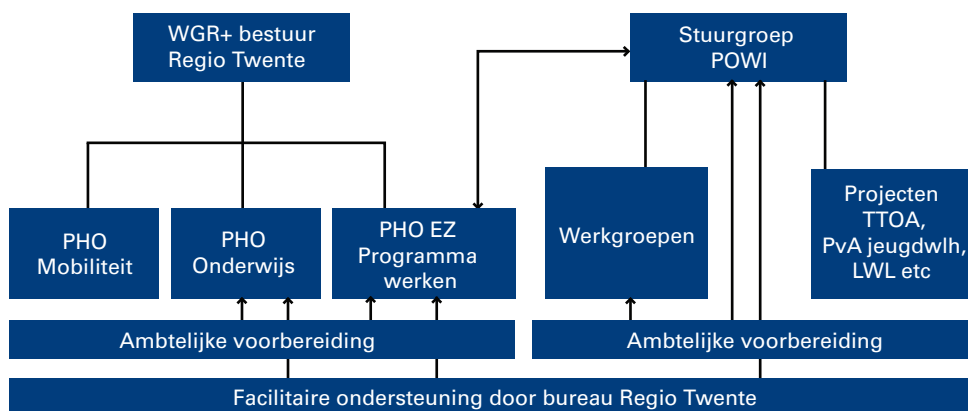 WGR+ bestuur
Regio Twente
Stuurgroep
POWI
PHO
Mobiliteit
PHO
Onderwijs
PHO EZ
Programma
werken
Werkgroepen
Projecten
TTOA,
PvA jeugdwlh,
LWL etc
Ambtelijke voorbereiding
Ambtelijke voorbereiding
Facilitaire ondersteuning door bureau Regio Twente